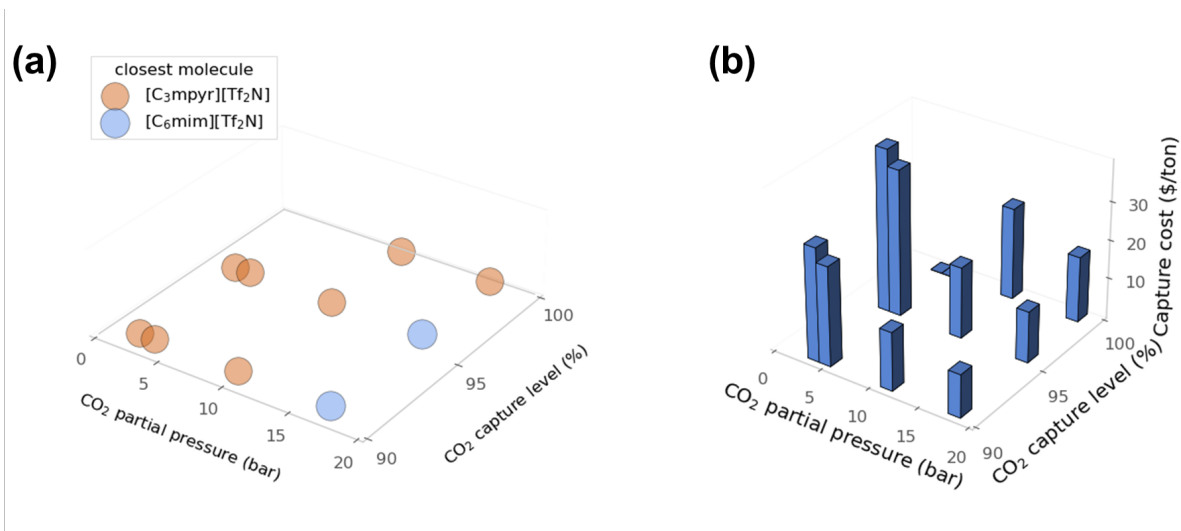 (a)
closest molecule
[C₃mpyr][Tf₂N]
[C₆mim][Tf₂N]
0
5
10
15
20
90
95
100
CO₂ partial pressure (bar)
CO₂ capture level (%)
(b)
0
5
10
15
20
90
95
100
10
20
30
CO₂ partial pressure (bar)
CO₂ capture level (%)
Capture cost ($/ton)